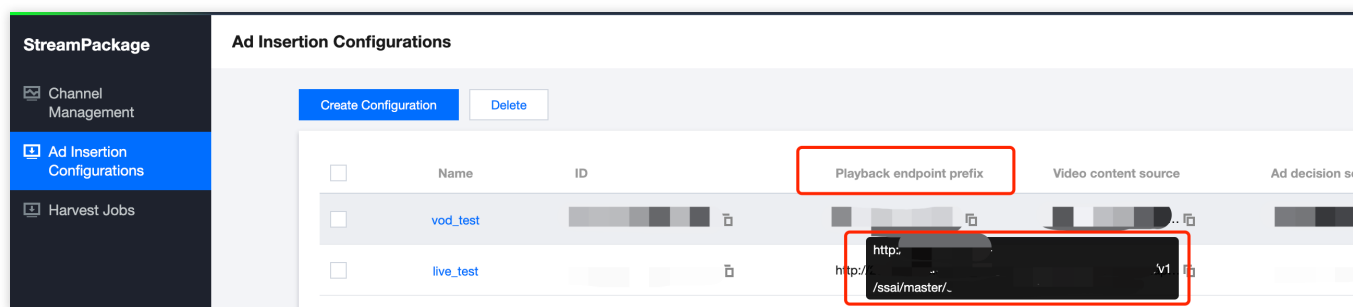 StreamPackage
Ad Insertion Configurations
Channel
Management
Ad Insertion
Configurations
Harvest Jobs
Create Configuration
Delete
Name
ID
Playback endpoint prefix
Video content source
Ad decision
vod_test
..
live_test
http:/
http:/
/v1
/ssai/master/